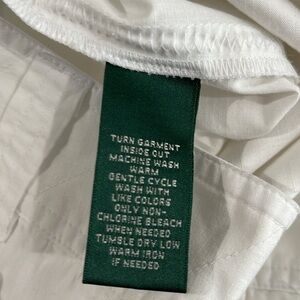 TURN GARMENT
INSIDE OUT
MACHINE WASH
WARM
GENTLE CYCLE
WASH WITH
LIKE COLORS
ONLY NON-
CHLORINE BLEACH
WHEN NEEDED
TUMBLE DRY LOW
WARM IRON
IF NEEDED